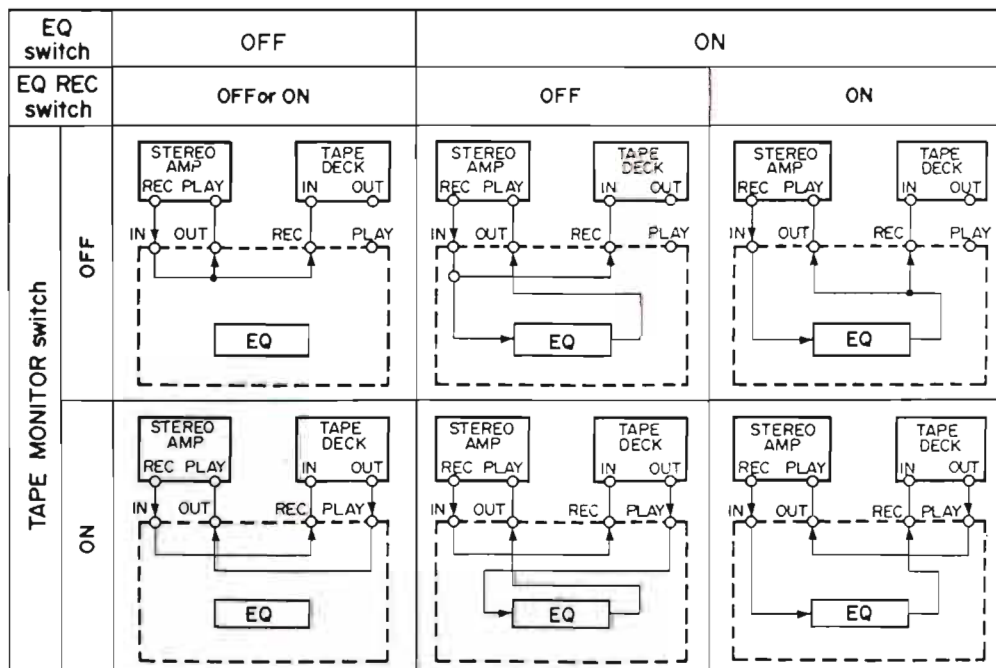 EQ
switch
OFF
ON
EQ REC
switch
OFF or ON
OFF
ON
TAPE MONITOR switch
OFF
STEREO
AMP
REC PLAY
TAPE
DECK
IN OUT
IN OUT REC PLAY
EQ
STEREO
AMP
REC PLAY
TAPE
DECK
IN OUT
IN OUT REC PLAY
EQ
STEREO
AMP
REC PLAY
TAPE
DECK
IN OUT
IN OUT REC PLAY
EQ
ON
STEREO
AMP
REC PLAY
TAPE
DECK
IN OUT
IN OUT REC PLAY
EQ
STEREO
AMP
REC PLAY
TAPE
DECK
IN OUT
IN OUT REC PLAY
EQ
STEREO
AMP
REC PLAY
TAPE
DECK
IN OUT
IN OUT REC PLAY
EQ